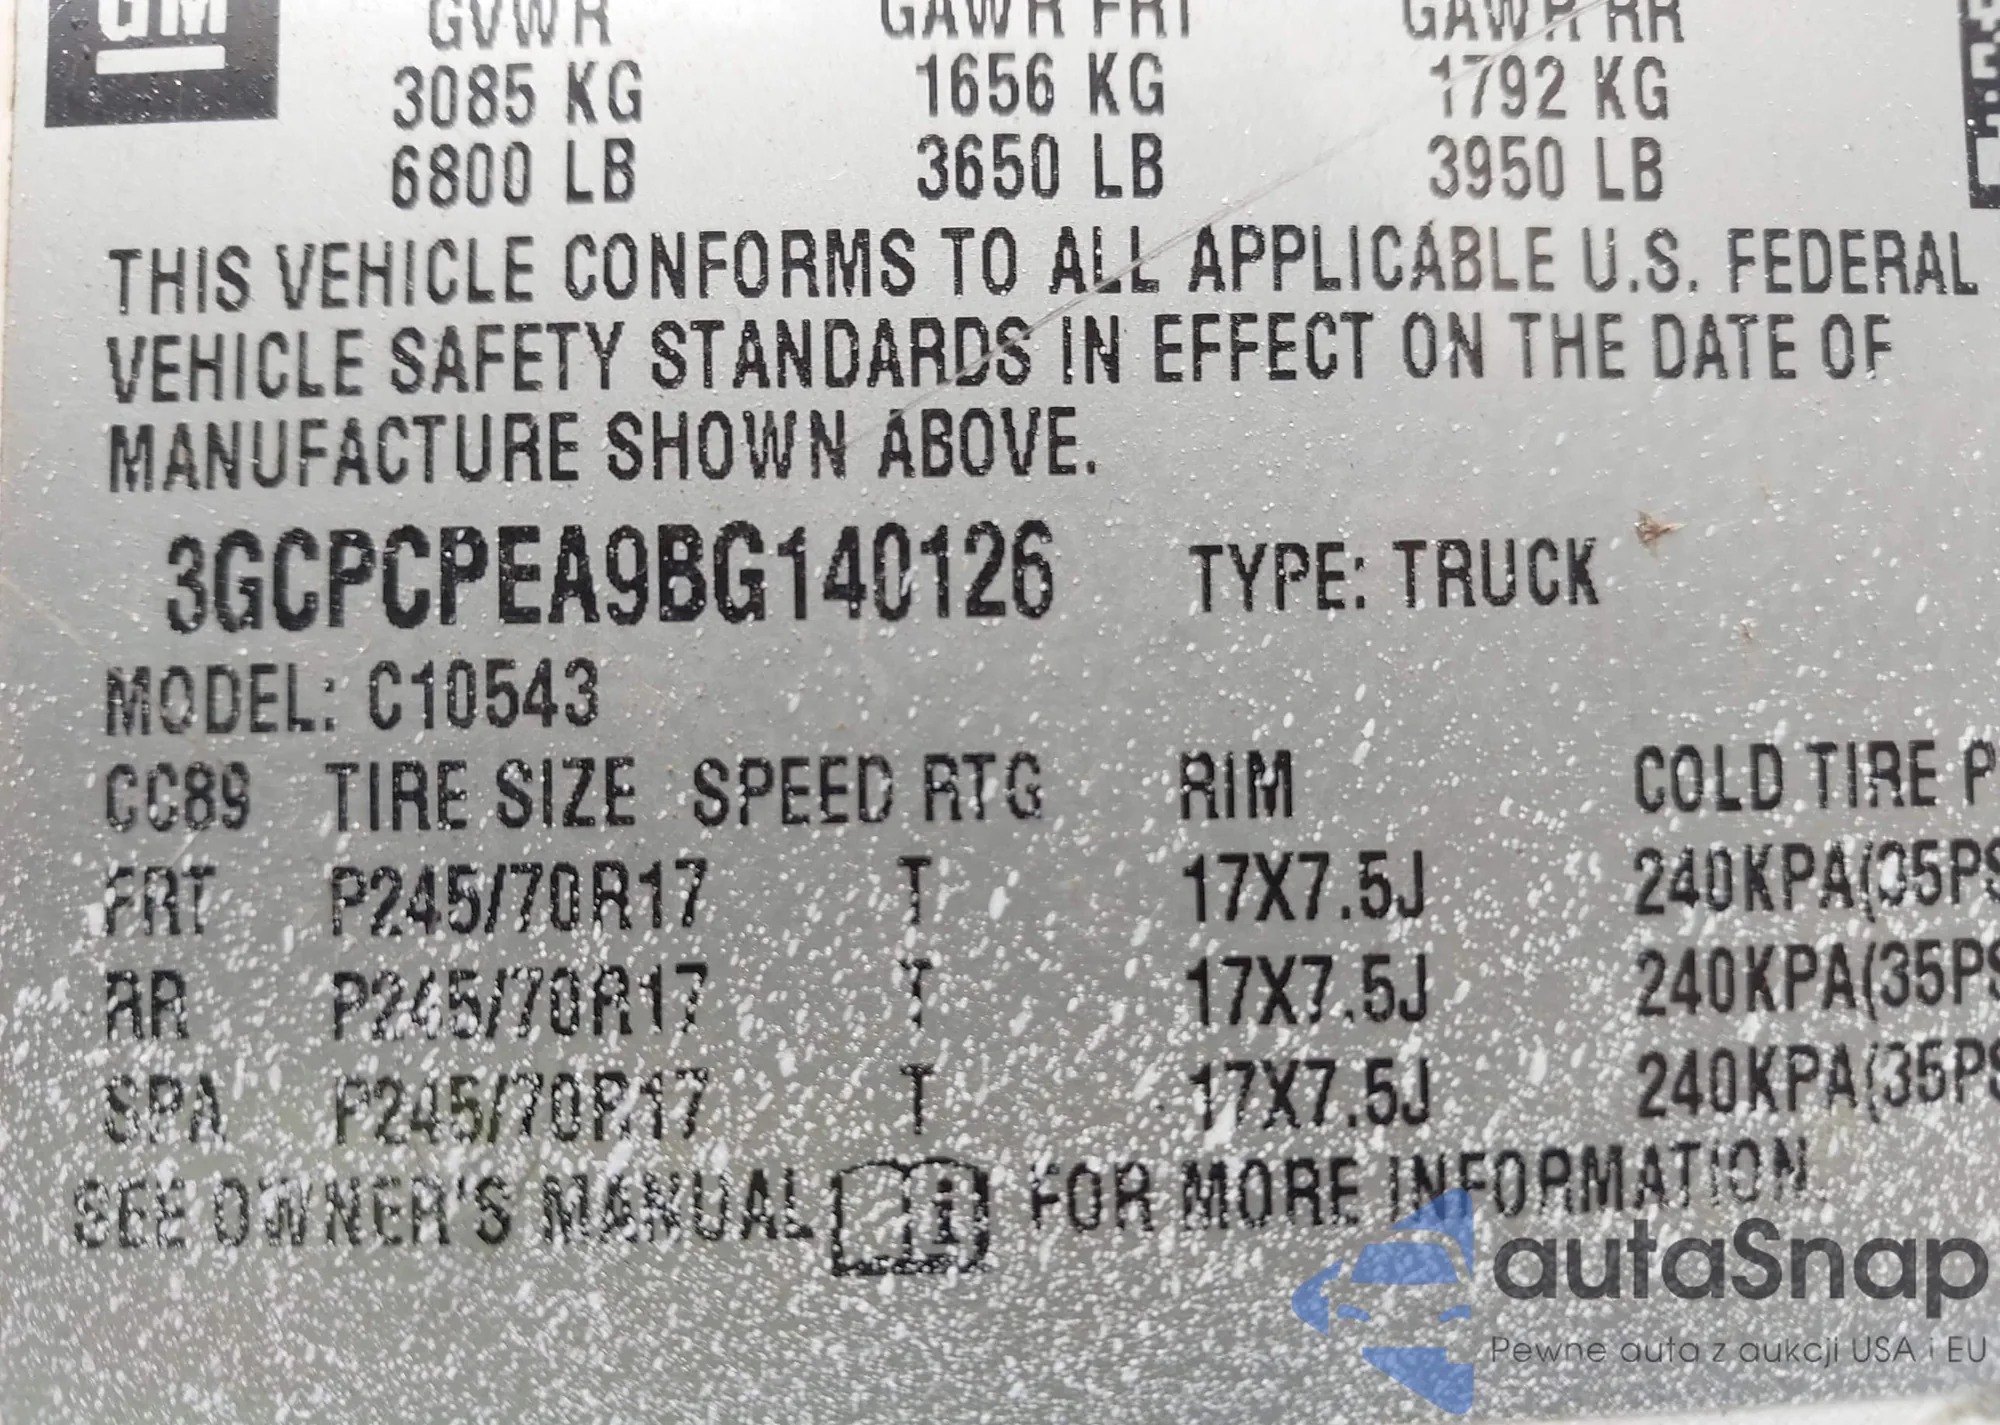 GM GVWR GAWR FRT GAWR RR
3085 KG 1656 KG 1792 KG
6800 LB 3650 LB 3950 LB
THIS VEHICLE CONFORMS TO ALL APPLICABLE U.S. FEDERAL
VEHICLE SAFETY STANDARDS IN EFFECT ON THE DATE OF
MANUFACTURE SHOWN ABOVE.
3GCPCPEA9BG140126 TYPE: TRUCK
MODEL: C10543
CC89 TIRE SIZE SPEED RTG RIM COLD TIRE P
FRT P245/70R17 T 17X7.5J 240KPA(35PS
RR P245/70R17 T 17X7.5J 240KPA(35PS
SPA P245/70R17 T 17X7.5J 240KPA(35PS
SEE OWNER'S MANUAL i FOR MORE INFORMATION
autaSnap
Pewne auta z aukcji USA i EU